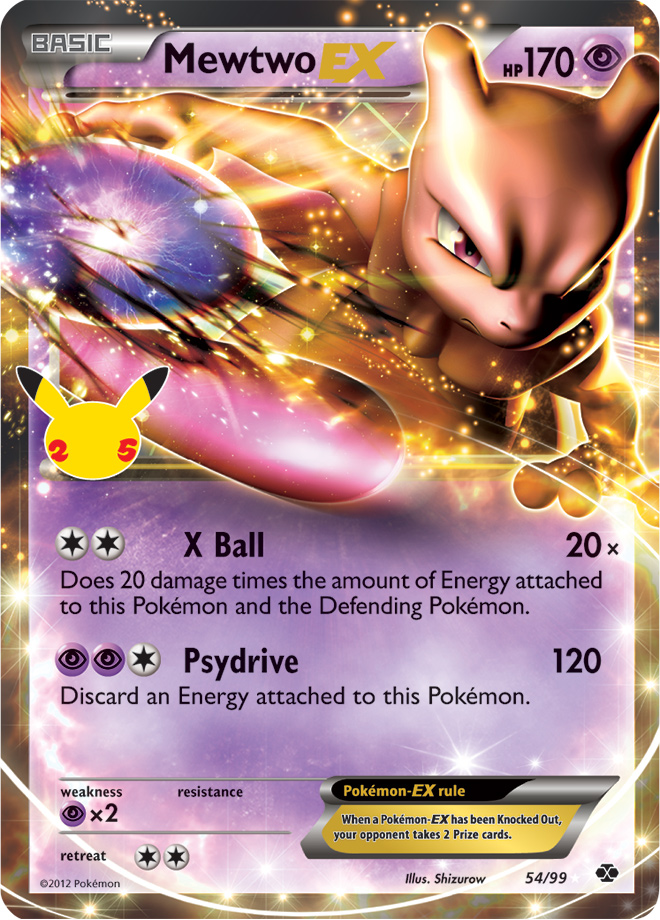 BASIC
Mewtwo EX
HP170
25
X Ball 20×
Does 20 damage times the amount of Energy attached
to this Pokémon and the Defending Pokémon.
Psydrive 120
Discard an Energy attached to this Pokémon.
weakness resistance
×2
retreat
Pokémon-EX rule
When a Pokémon-EX has been Knocked Out,
your opponent takes 2 Prize cards.
©2012 Pokémon
Illus. Shizurow
54/99